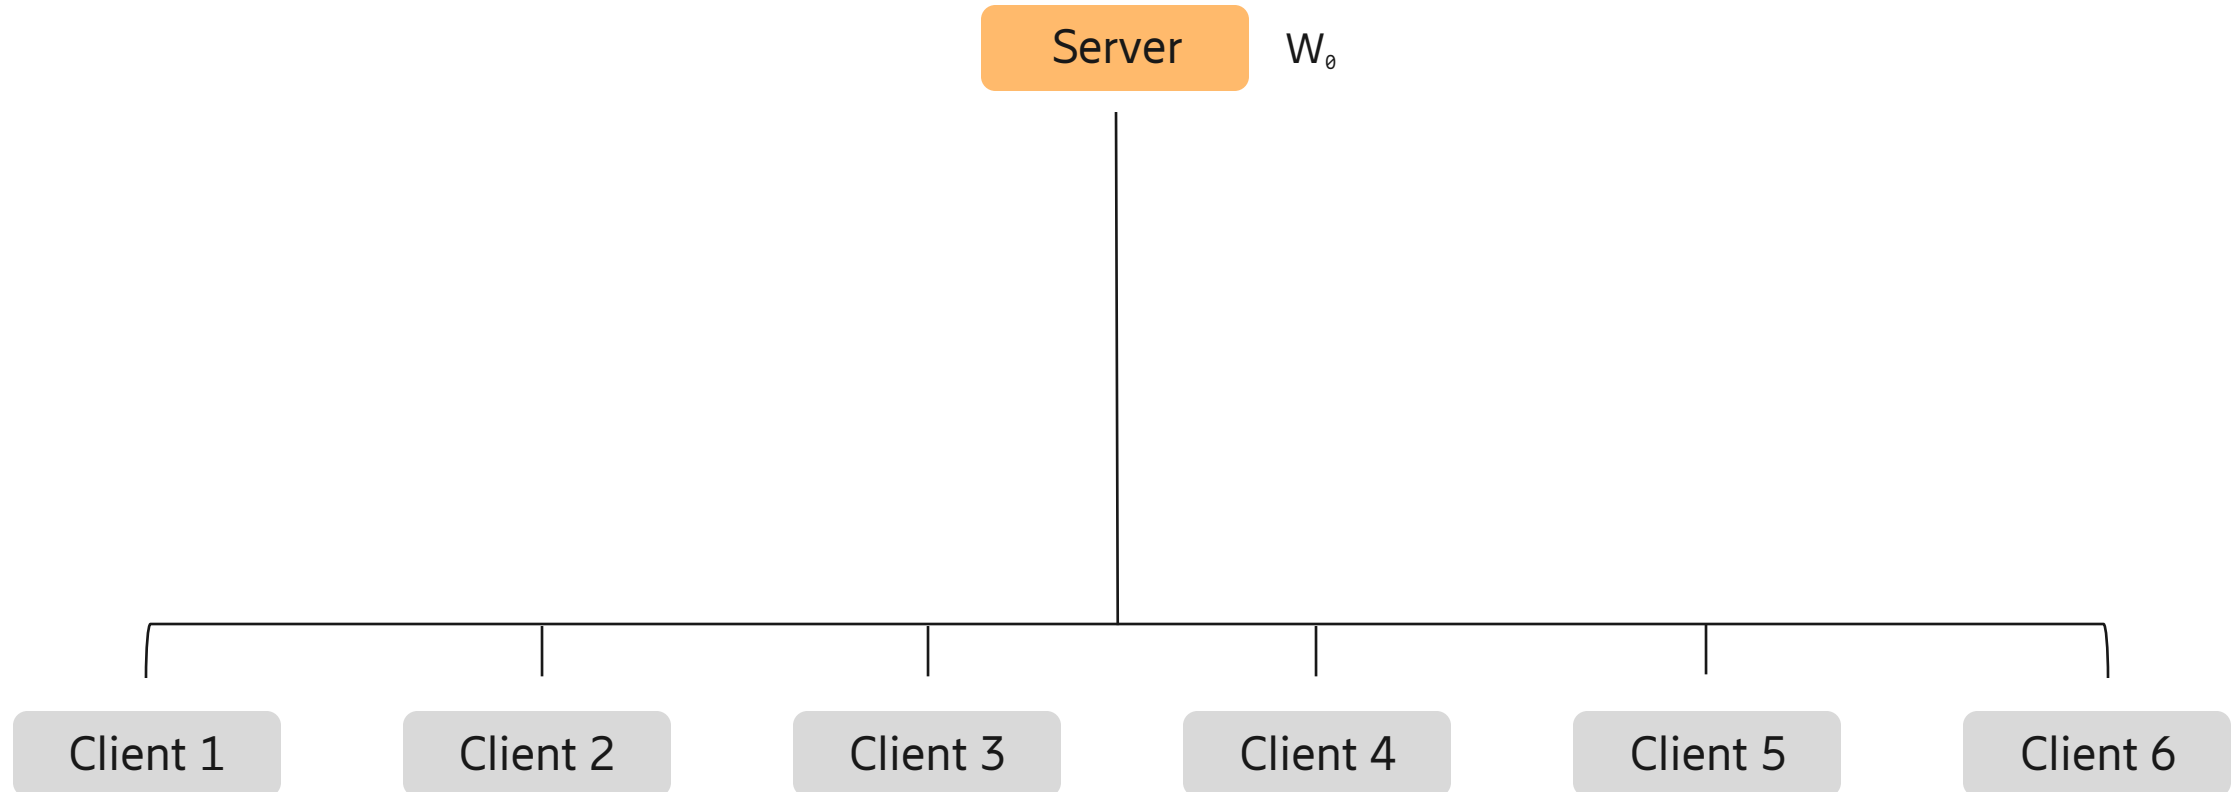 Server
W₀
Client 1
Client 2
Client 3
Client 4
Client 5
Client 6